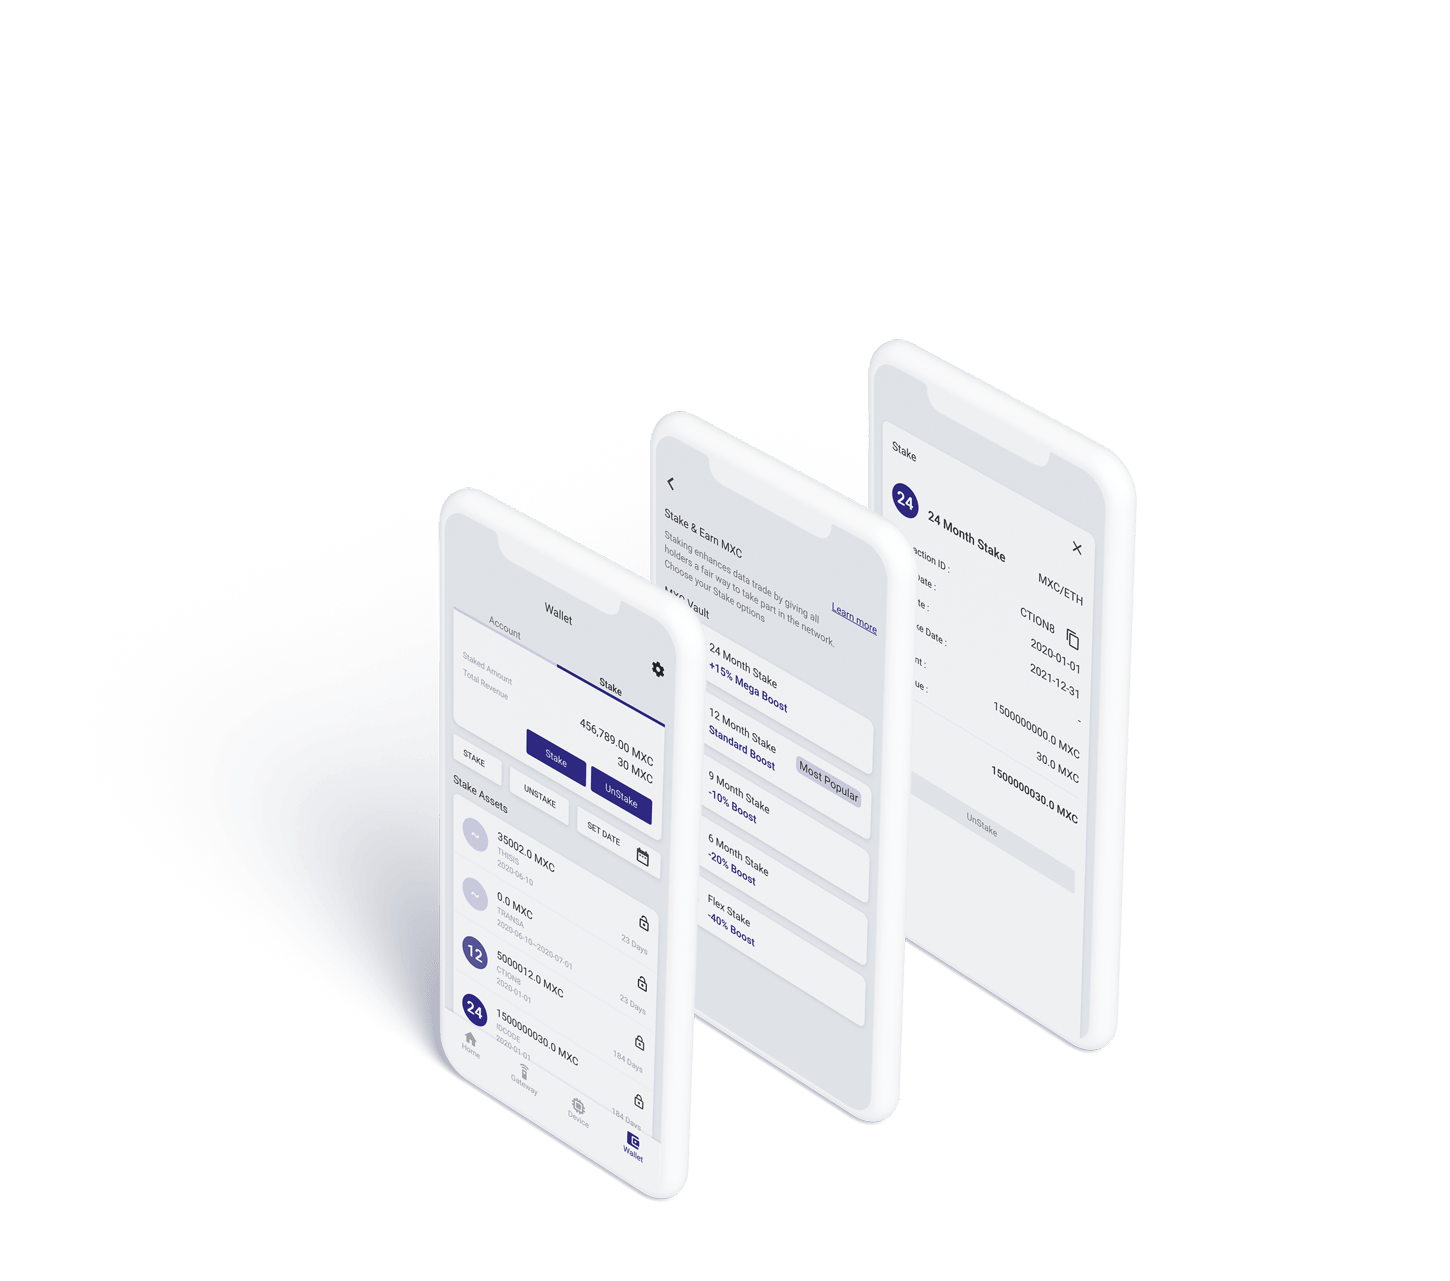 Wallet
Account
Stake
Staked Amount
Total Revenue
456,789.00 MXC
30 MXC
Stake
UnStake
STAKE
UNSTAKE
SET DATE
Stake Assets
~
35002.0 MXC
THISIS
2020-06-10
23 Days
~
0.0 MXC
TRANSA
2020-06-10~2020-07-01
23 Days
12
5000012.0 MXC
CTION8
2020-01-01
184 Days
24
1500000030.0 MXC
IDCODE
2020-01-01
184 Days
Home
Gateway
Device
Wallet
Stake & Earn MXC
Staking enhances data trade by giving all
holders a fair way to take part in the network.
Choose your Stake options
Learn more
MXC Vault
24 Month Stake
+15% Mega Boost
12 Month Stake
Standard Boost
Most Popular
9 Month Stake
-10% Boost
6 Month Stake
-20% Boost
Flex Stake
-40% Boost
Stake
24
24 Month Stake
MXC/ETH
action ID :
CTION8
Date :
2020-01-01
te :
2021-12-31
ke Date :
-
nt :
1500000000.0 MXC
ue :
30.0 MXC
1500000030.0 MXC
UnStake